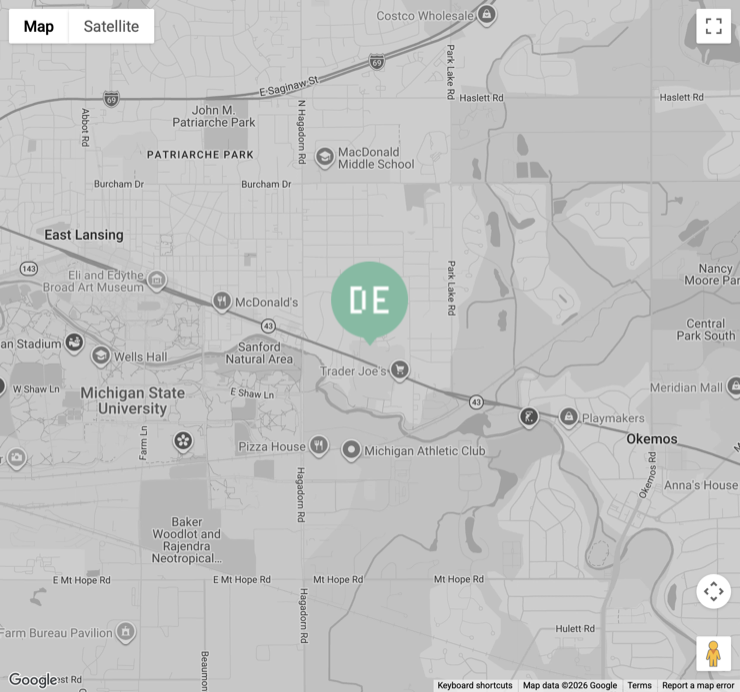 Map
Satellite
Costco Wholesale
69
E Saginaw St
69
Park Lake Rd
Haslett Rd
Haslett Rd
Abbot Rd
John M.
Patriarche Park
N Hagadorn Rd
PATRIARCHE PARK
MacDonald
Middle School
Burcham Dr
Burcham Dr
East Lansing
143
Eli and Edythe
Broad Art Museum
McDonald's
DE
Park Lake Rd
Nancy
Moore Par
43
Central
Park South
an Stadium
Wells Hall
Sanford
Natural Area
Trader Joe's
W Shaw Ln
Michigan State
University
E Shaw Ln
43
Meridian Mall
Playmakers
Okemos
Farm Ln
Pizza House
Michigan Athletic Club
Okemos Rd
Anna's House
Hagadorn Rd
Baker
Woodlot and
Rajendra
Neotropical...
E Mt Hope Rd
E Mt Hope Rd
Mt Hope Rd
Mt Hope Rd
Hagadorn Rd
Farm Bureau Pavilion
Hulett Rd
Beaumon
Google
est Rd
Keyboard shortcuts
Map data ©2026 Google
Terms
Report a map error